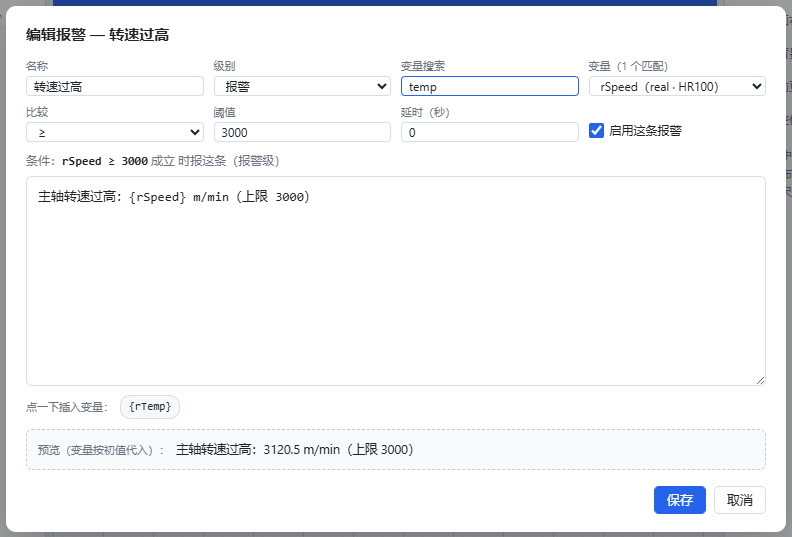 编辑报警 — 转速过高
名称 级别 变量搜索 变量（1 个匹配）
转速过高 报警 temp rSpeed（real · HR100）
比较 阈值 延时（秒）
≥ 3000 0 启用这条报警
条件：rSpeed ≥ 3000 成立 时报这条（报警级）
主轴转速过高：{rSpeed} m/min（上限 3000）
点一下插入变量： {rTemp}
预览（变量按初值代入）： 主轴转速过高：3120.5 m/min（上限 3000）
保存 取消